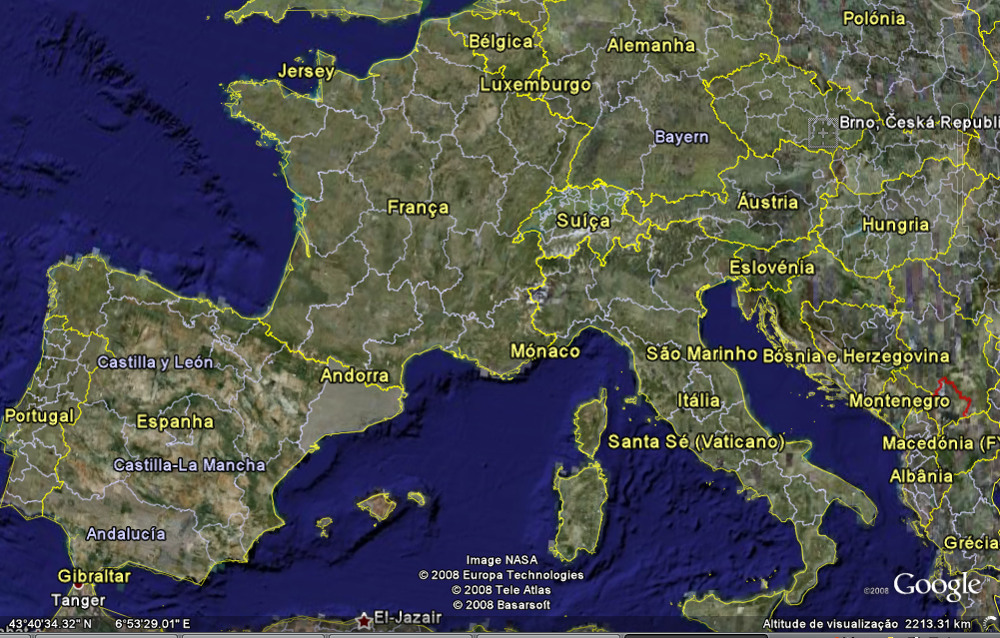 Polónia
Bélgica
Alemanha
Jersey
Luxemburgo
Brno, Česká Republi
Bayern
França
Suíça
Áustria
Hungria
Eslovénia
Mónaco
São Marinho
Bósnia e Herzegovina
Castilla y León
Andorra
Portugal
Espanha
Itália
Montenegro
Santa Sé (Vaticano)
Macedónia (F
Castilla-La Mancha
Albânia
Andalucía
Grécia
Gibraltar
Image NASA
© 2008 Europa Technologies
© 2008 Tele Atlas
© 2008 Basarsoft
©2008 Google
Tanger
El-Jazair
43°40'34.32" N 6°53'29.01" E
Altitude de visualização 2213.31 km